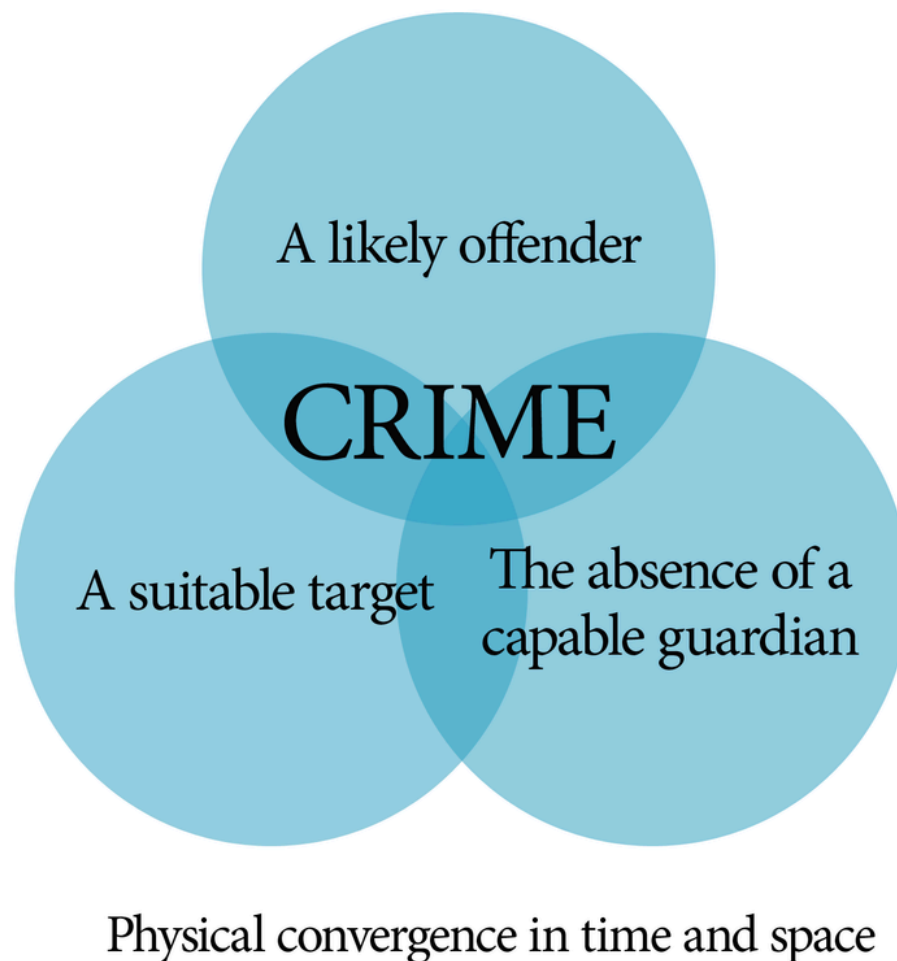 A likely offender
CRIME
A suitable target
The absence of a
capable guardian
Physical convergence in time and space